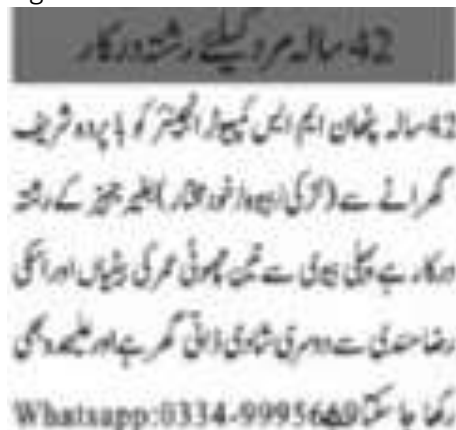 42 سالہ مرد کیلئے رشتہ درکار
42 سالہ پٹھان ایم ایس کمپیوٹر انجینئر کو باپردہ شریف
گھرانے سے (لڑکی/بیوہ/خود مختار) بغیر جہیز کے رشتہ
درکار ہے پہلی بیوی سے تین چھوٹی عمر کی بیٹیاں اور انکی
رضامندی سے دوسری شادی ذاتی گھر ہے اور علیحدہ بھی
رکھا جا سکتا Whatsapp:0334-9995